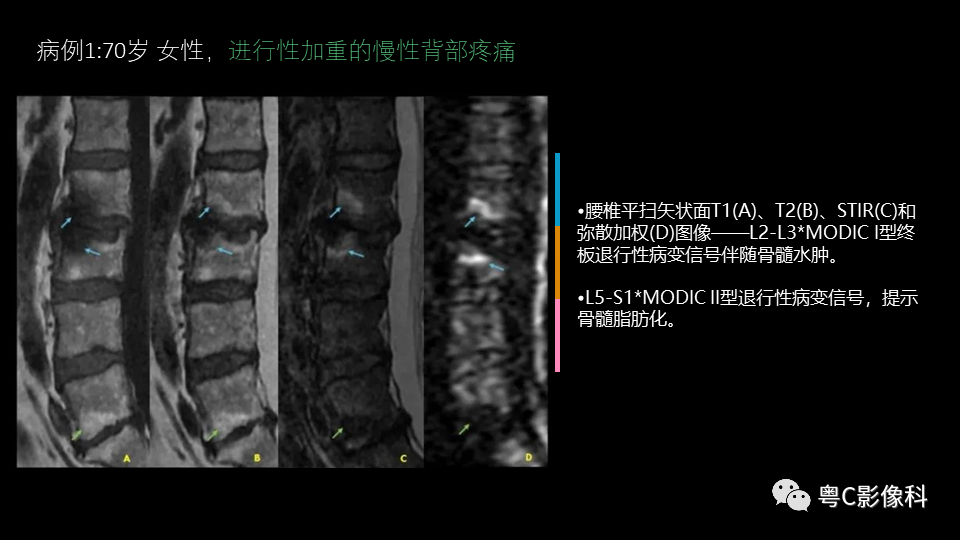 病例1:70岁 女性，进行性加重的慢性背部疼痛
•腰椎平扫矢状面T1(A)、T2(B)、STIR(C)和
弥散加权(D)图像——L2-L3*MODIC I型终
板退行性病变信号伴随骨髓水肿。
•L5-S1*MODIC II型退行性病变信号，提示
骨髓脂肪化。
A
B
C
D
粤C影像科